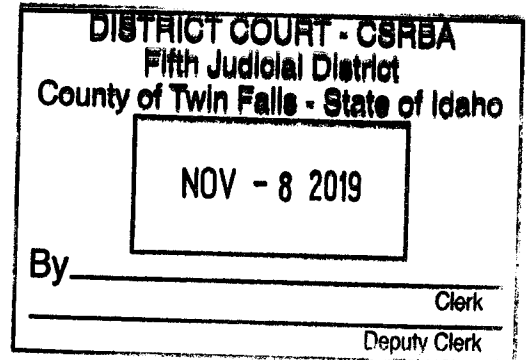 DISTRICT COURT - CSRBA
Fifth Judicial District
County of Twin Falls - State of Idaho
NOV - 8 2019
By
Clerk
Deputy Clerk